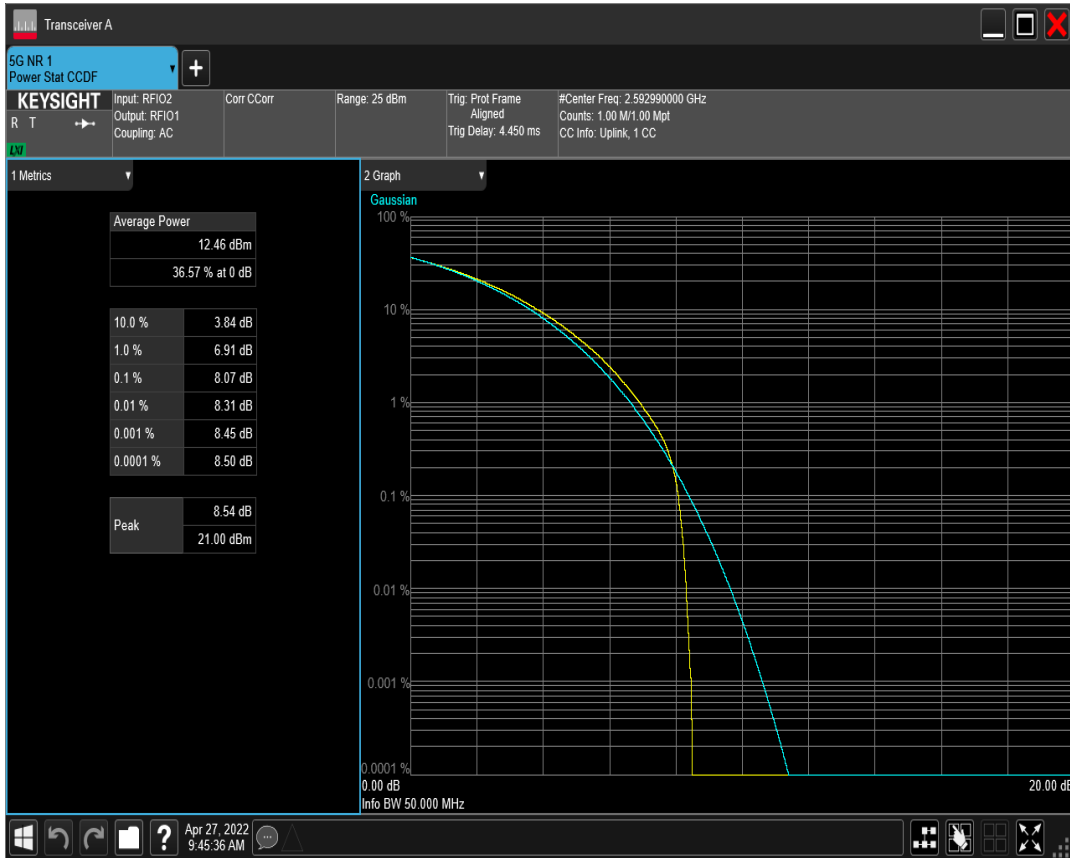 Transceiver A
5G NR 1
Power Stat CCDF
+
KEYSIGHT
R T
LXI
Input: RFIO2
Output: RFIO1
Coupling: AC
Corr CCorr
Range: 25 dBm
Trig: Prot Frame
Aligned
Trig Delay: 4.450 ms
#Center Freq: 2.592990000 GHz
Counts: 1.00 M/1.00 Mpt
CC Info: Uplink, 1 CC
1 Metrics
Average Power
12.46 dBm
36.57 % at 0 dB
10.0 % 3.84 dB
1.0 % 6.91 dB
0.1 % 8.07 dB
0.01 % 8.31 dB
0.001 % 8.45 dB
0.0001 % 8.50 dB
Peak 8.54 dB
21.00 dBm
2 Graph
Gaussian
100 %
10 %
1 %
0.1 %
0.01 %
0.001 %
0.0001 %
0.00 dB 20.00 dB
Info BW 50.000 MHz
?
Apr 27, 2022
9:45:36 AM